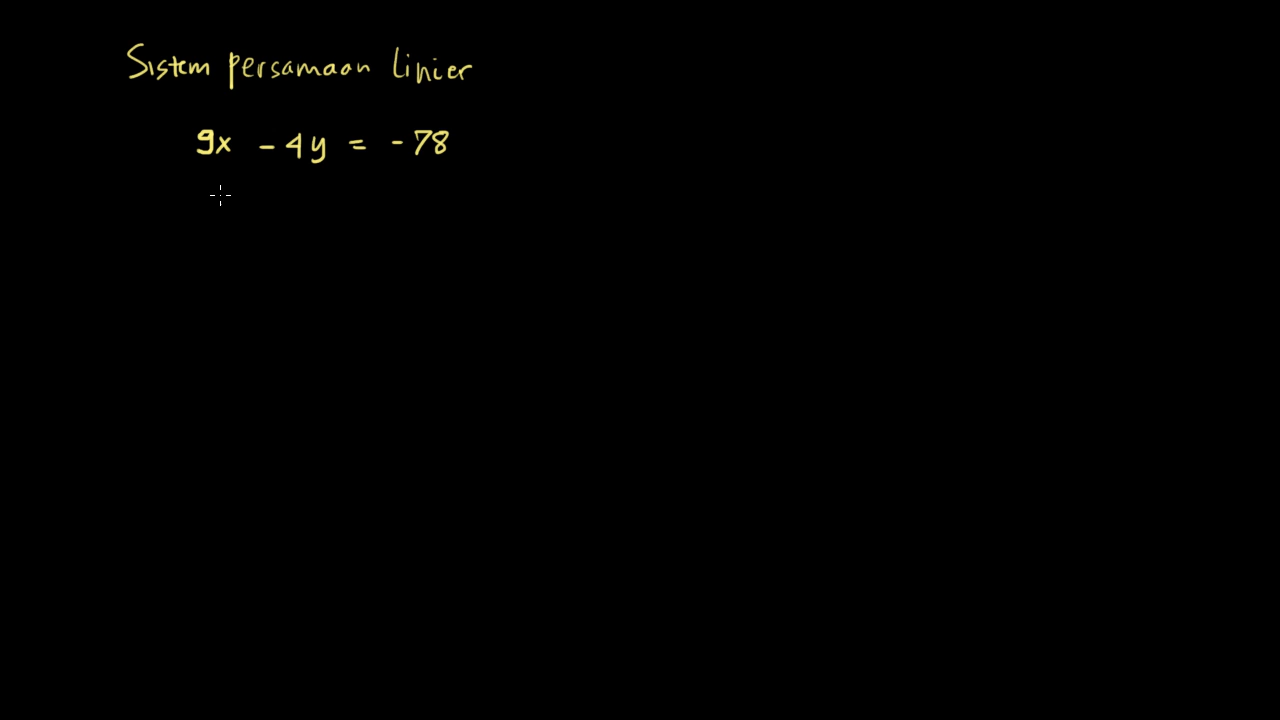 Sistem persamaan linier
9x - 4y = -78